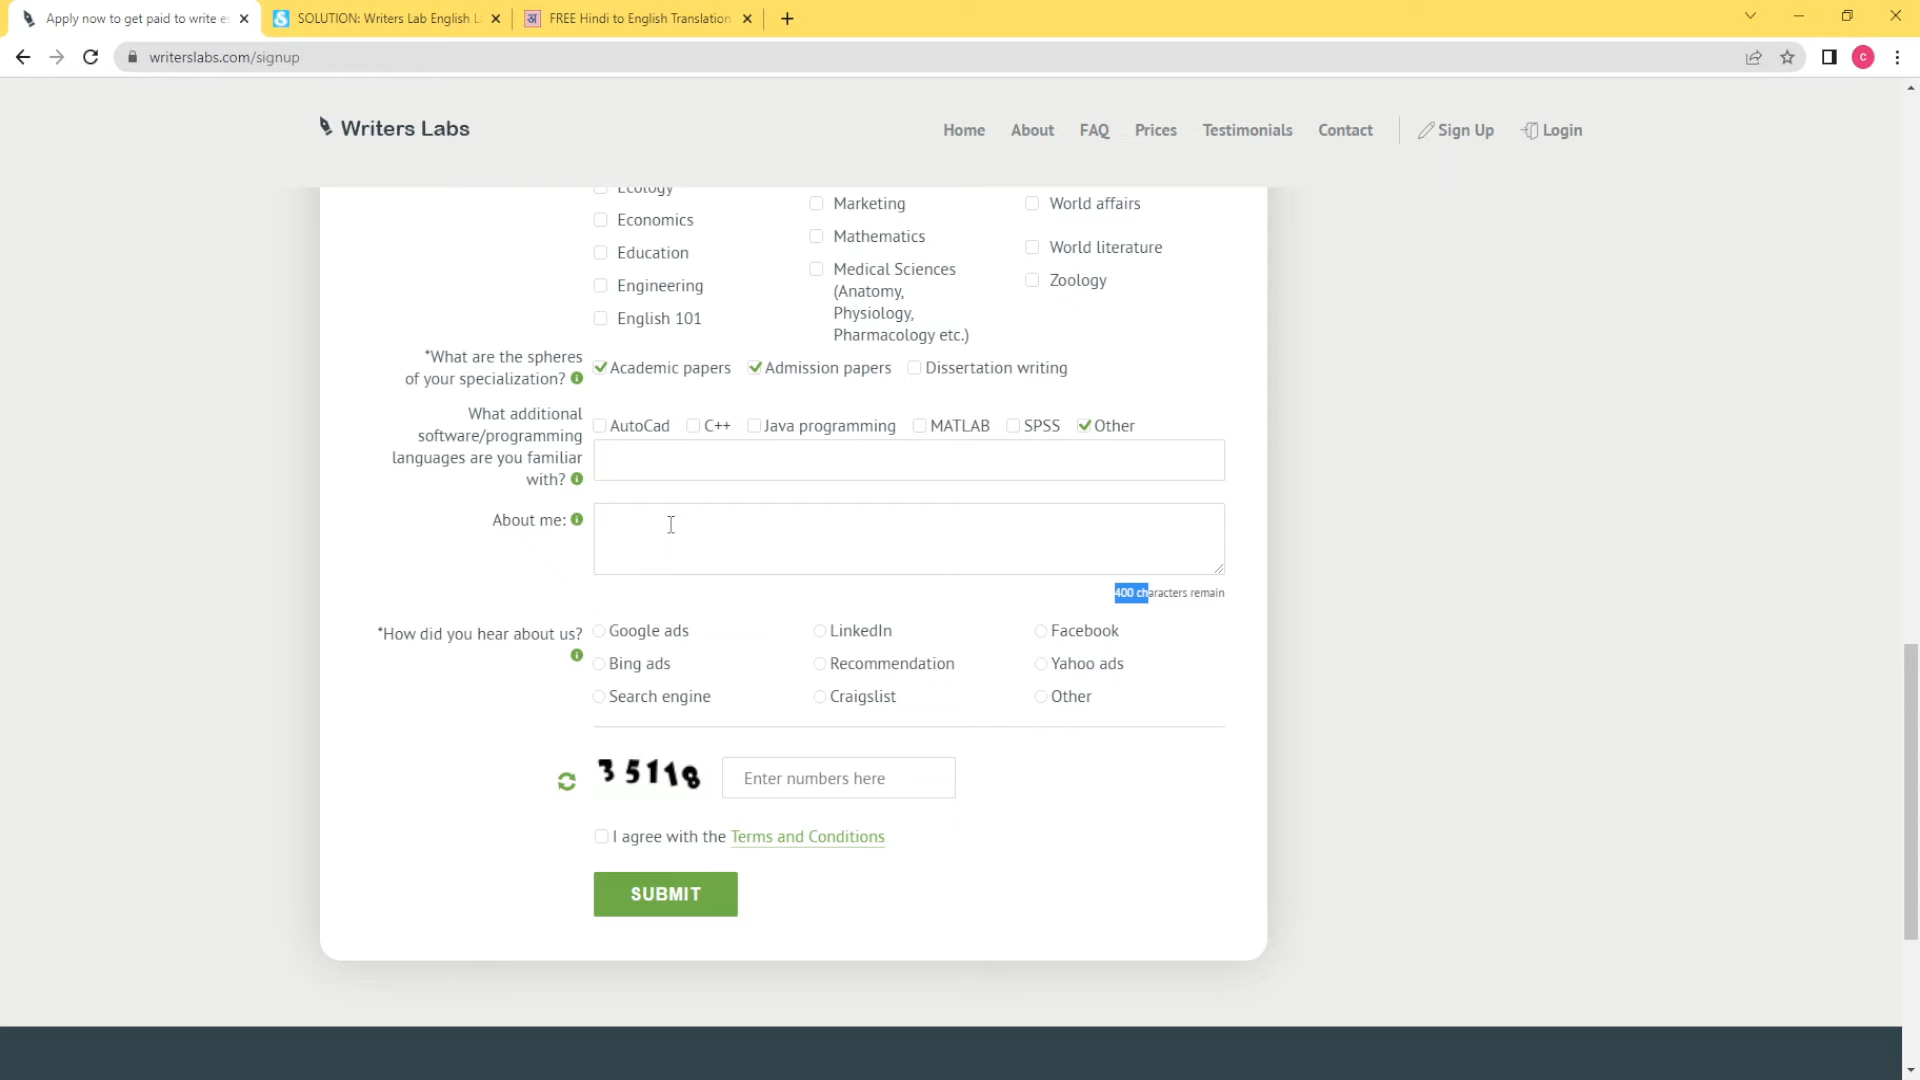 Apply now to get paid to write es
SOLUTION: Writers Lab English L
FREE Hindi to English Translation
writerslabs.com/signup
C
Writers Labs
Home
About
FAQ
Prices
Testimonials
Contact
Sign Up
Login
Ecology
Economics
Education
Engineering
English 101
Marketing
Mathematics
Medical Sciences
(Anatomy,
Physiology,
Pharmacology etc.)
World affairs
World literature
Zoology
*What are the spheres
of your specialization?
Academic papers
Admission papers
Dissertation writing
What additional
software/programming
languages are you familiar
with?
AutoCad
C++
Java programming
MATLAB
SPSS
Other
About me:
400 characters remain
*How did you hear about us?
Google ads
LinkedIn
Facebook
Bing ads
Recommendation
Yahoo ads
Search engine
Craigslist
Other
35118
Enter numbers here
I agree with the Terms and Conditions
SUBMIT